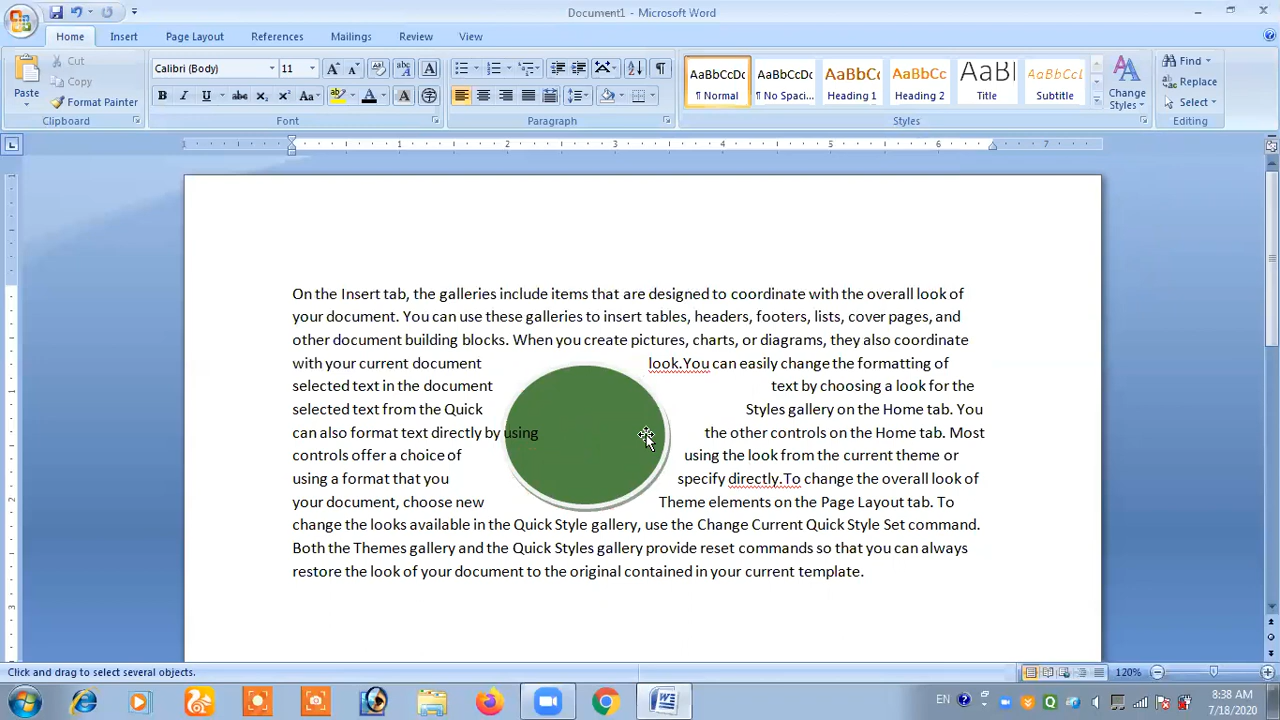 Document1 - Microsoft Word
Home Insert Page Layout References Mailings Review View
Paste Cut Copy Format Painter Clipboard
Calibri (Body) 11 Font
Paragraph
AaBbCcDc ¶ Normal AaBbCcDc ¶ No Spaci... AaBbCc Heading 1 AaBbCc Heading 2 AaBl Title AaBbCcL Subtitle Change Styles Styles
Find Replace Select Editing
1 1 2 3 4 5 6 7
On the Insert tab, the galleries include items that are designed to coordinate with the overall look of
your document. You can use these galleries to insert tables, headers, footers, lists, cover pages, and
other document building blocks. When you create pictures, charts, or diagrams, they also coordinate
with your current document look.You can easily change the formatting of
selected text in the document text by choosing a look for the
selected text from the Quick Styles gallery on the Home tab. You
can also format text directly by using the other controls on the Home tab. Most
controls offer a choice of using the look from the current theme or
using a format that you specify directly.To change the overall look of
your document, choose new Theme elements on the Page Layout tab. To
change the looks available in the Quick Style gallery, use the Change Current Quick Style Set command.
Both the Themes gallery and the Quick Styles gallery provide reset commands so that you can always
restore the look of your document to the original contained in your current template.
Click and drag to select several objects. 120%
EN 8:38 AM
7/18/2020